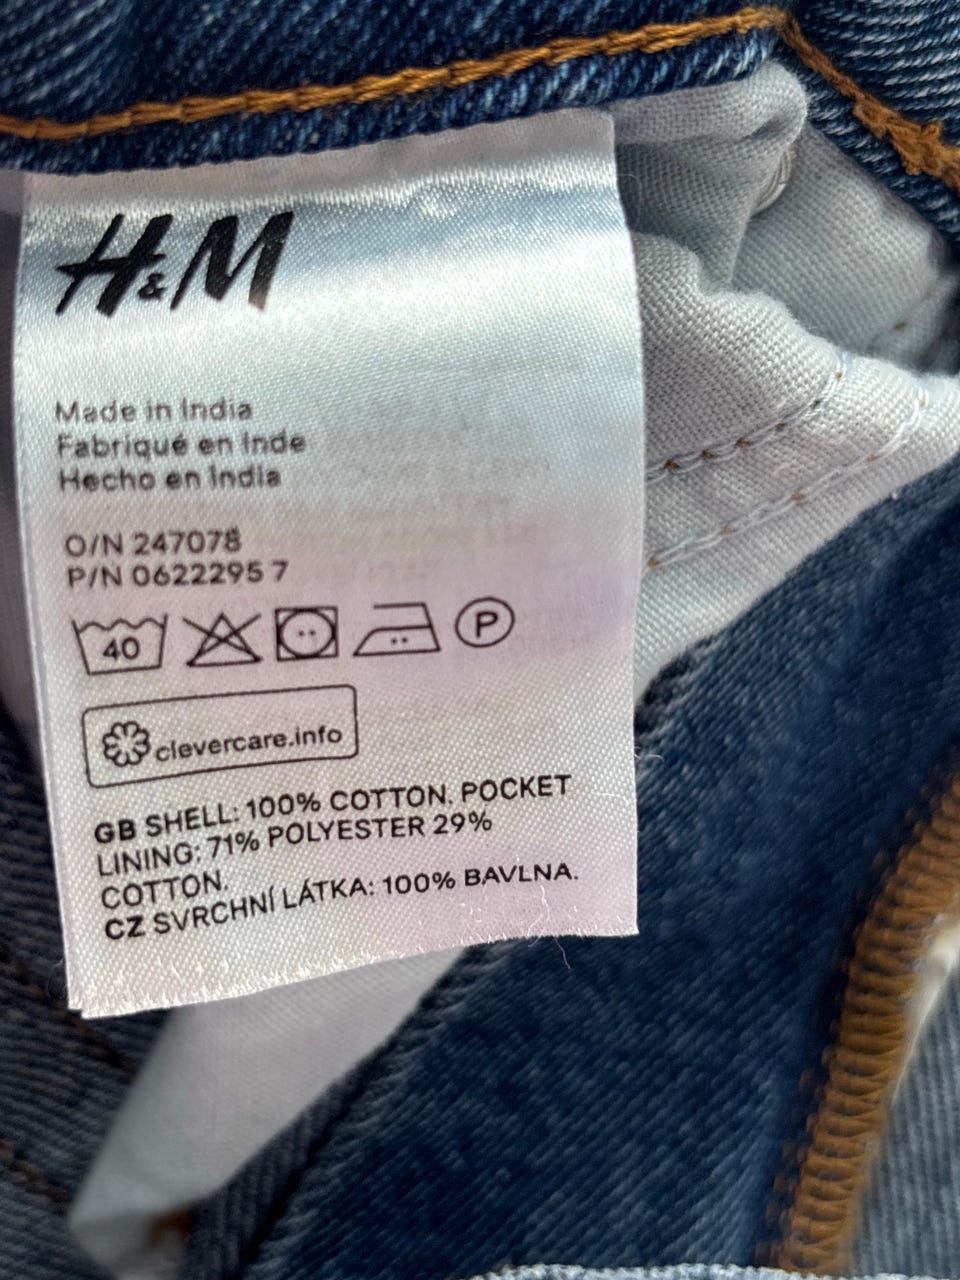 H&M
Made in India
Fabriqué en Inde
Hecho en India
O/N 247078
P/N 0622295 7
40 P
clevercare.info
GB SHELL: 100% COTTON. POCKET
LINING: 71% POLYESTER 29%
COTTON.
CZ SVRCHNÍ LÁTKA: 100% BAVLNA.